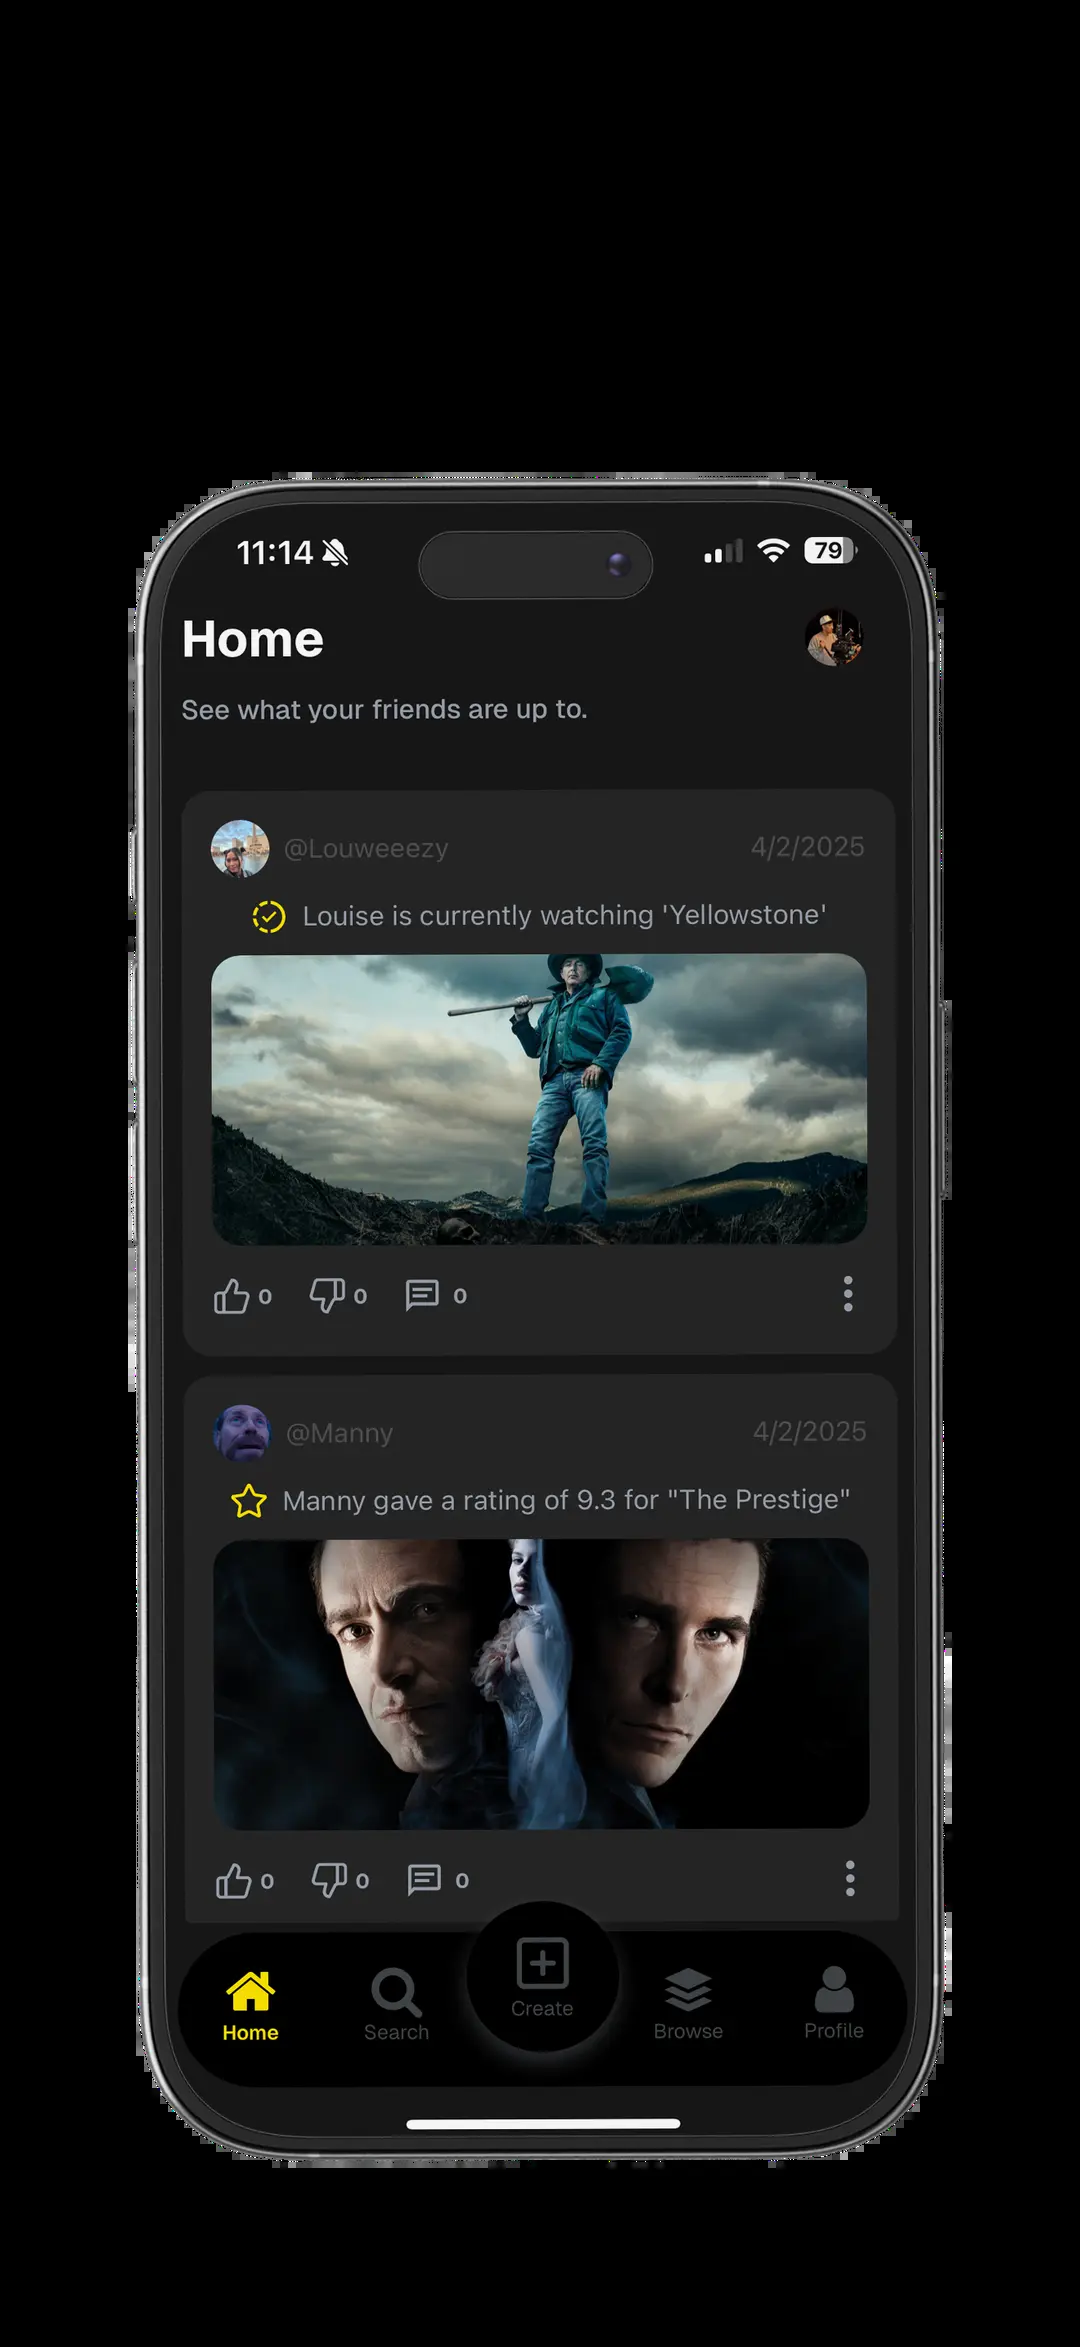 11:14
79
Home
See what your friends are up to.
@Louweeezy 4/2/2025
Louise is currently watching 'Yellowstone'
0 0 0
@Manny 4/2/2025
Manny gave a rating of 9.3 for "The Prestige"
0 0 0
Home Search Create Browse Profile